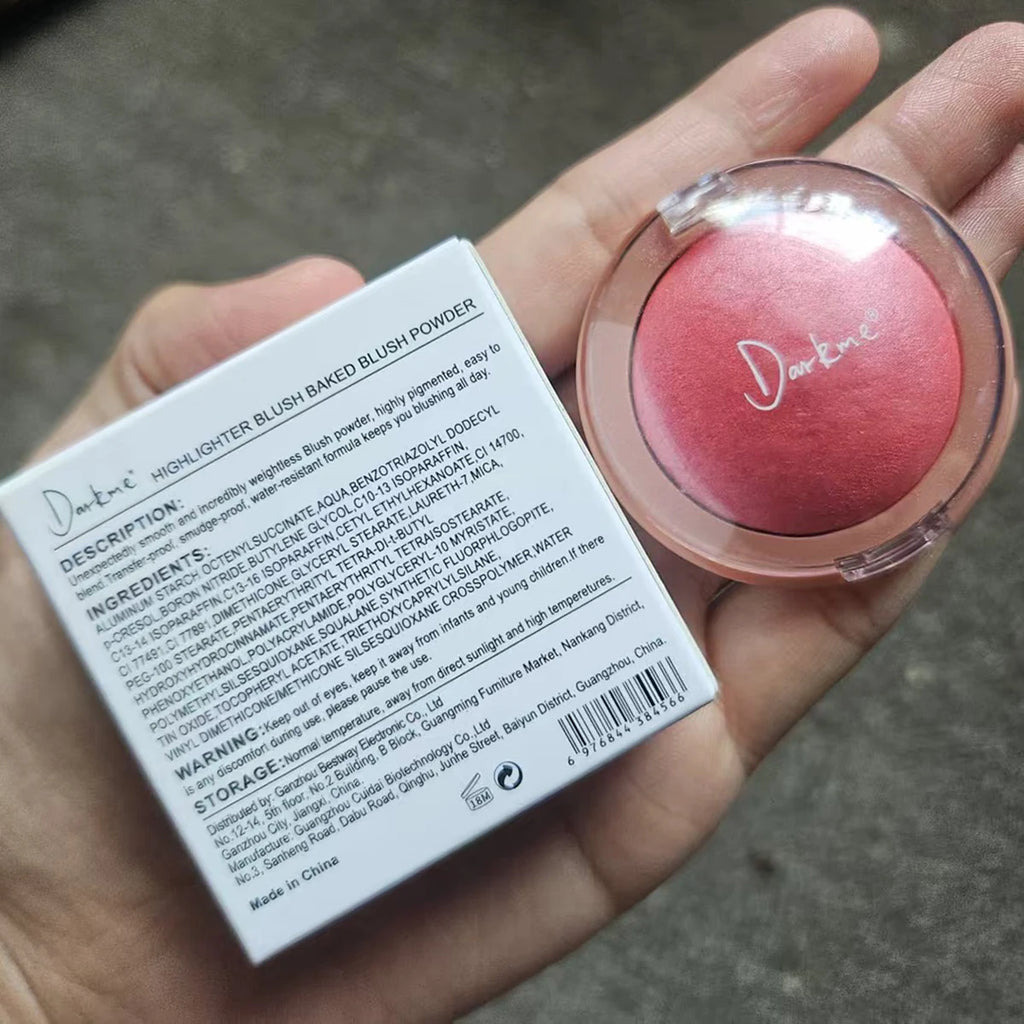 Darkme™ HIGHLIGHTER BLUSH BAKED BLUSH POWDER
DESCRIPTION:
Unexpectedly smooth and incredibly weightless Blush powder, highly pigmented, easy to
blend.Transfer-proof, smudge-proof, water-resistant formula keeps you blushing all day.
INGREDIENTS:
ALUMINUM STARCH OCTENYLSUCCINATE,AQUA,BENZOTRIAZOLYL DODECYL
P-CRESOL,BORON NITRIDE,BUTYLENE GLYCOL,C10-13 ISOPARAFFIN,
C13-14 ISOPARAFFIN,C13-16 ISOPARAFFIN,CETYL ETHYLHEXANOATE,CI 14700,
CI 77491,CI 77891,DIMETHICONE,GLYCERYL STEARATE,LAURETH-7,MICA,
PEG-100 STEARATE,PENTAERYTHRITYL TETRA-DI-t-BUTYL
HYDROXYHYDROCINNAMATE,PENTAERYTHRITYL TETRAISOSTEARATE,
PHENOXYETHANOL,POLYACRYLAMIDE,POLYGLYCERYL-10 MYRISTATE,
POLYMETHYLSILSESQUIOXANE,SQUALANE,SYNTHETIC FLUORPHLOGOPITE,
TIN OXIDE,TOCOPHERYL ACETATE,TRIETHOXYCAPRYLYLSILANE,
VINYL DIMETHICONE/METHICONE SILSESQUIOXANE CROSSPOLYMER,WATER
WARNING:Keep out of eyes, keep it away from infants and young children.If there
is any discomfort during use, please pause the use.
STORAGE:Normal temperature, away from direct sunlight and high temperetures.
Distributed by: Ganzhou Bestway Electronic Co., Ltd
No.12-14, 5th floor, No.2 Building, B Block, Guangming Furniture Market, Nankang District,
Ganzhou City, Jiangxi, China.
Manufacture: Guangzhou Cuidai Biotechnology Co.,Ltd
No.3, Sanheng Road, Dabu Road, Qinghu, Junhe Street, Baiyun District, Guangzhou, China.
Made in China
18M
6 976844 384566
Darkme®